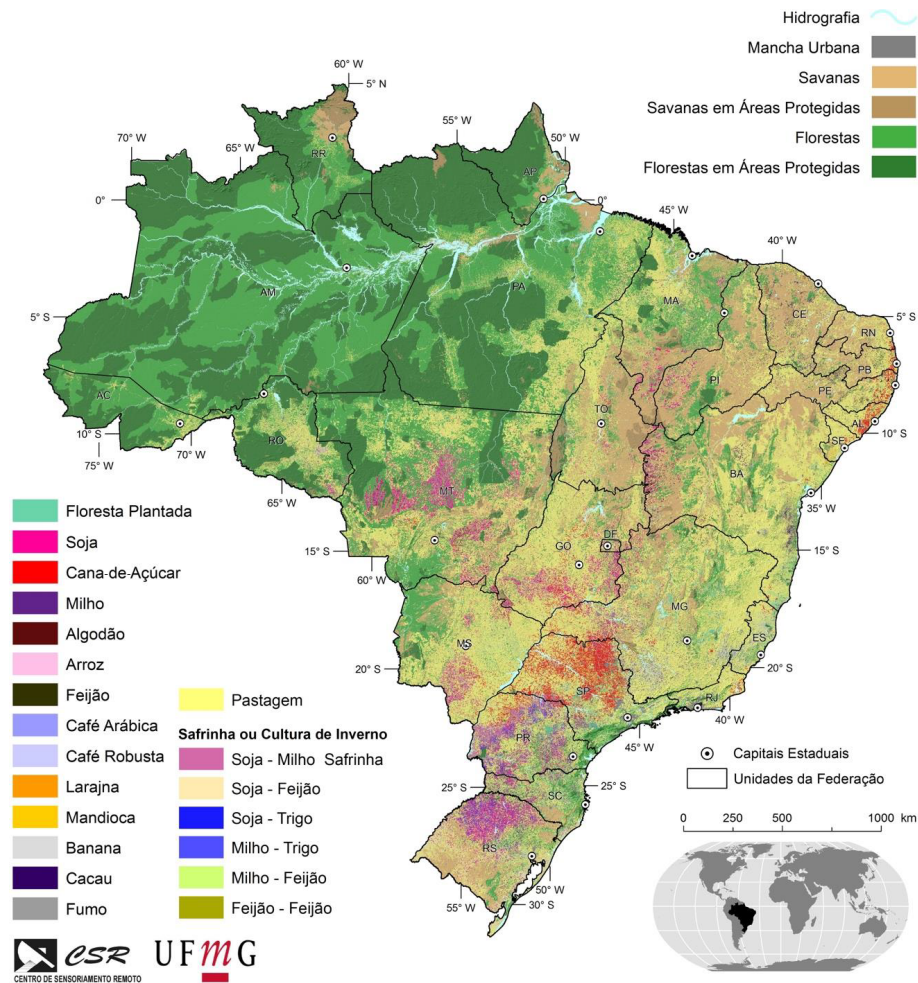 Hidrografia
Mancha Urbana
Savanas
Savanas em Áreas Protegidas
Florestas
Florestas em Áreas Protegidas
60° W
5° N
70° W
65° W
55° W
50° W
RR
AP
0°
0°
45° W
40° W
AM
PA
MA
CE
5° S
5° S
RN
PB
PI
PE
AC
TO
AL
10° S
10° S
SE
75° W
70° W
RO
BA
35° W
65° W
MT
15° S
15° S
60° W
GO
DF
MG
ES
MS
20° S
20° S
SP
RJ
40° W
PR
45° W
25° S
25° S
SC
RS
50° W
55° W
30° S
Floresta Plantada
Soja
Cana-de-Açúcar
Milho
Algodão
Arroz
Feijão
Café Arábica
Café Robusta
Larajna
Mandioca
Banana
Cacau
Fumo
Pastagem
Safrinha ou Cultura de Inverno
Soja - Milho Safrinha
Soja - Feijão
Soja - Trigo
Milho - Trigo
Milho - Feijão
Feijão - Feijão
Capitais Estaduais
Unidades da Federação
0 250 500 1000 km
CSR
CENTRO DE SENSORIAMENTO REMOTO
UFmG